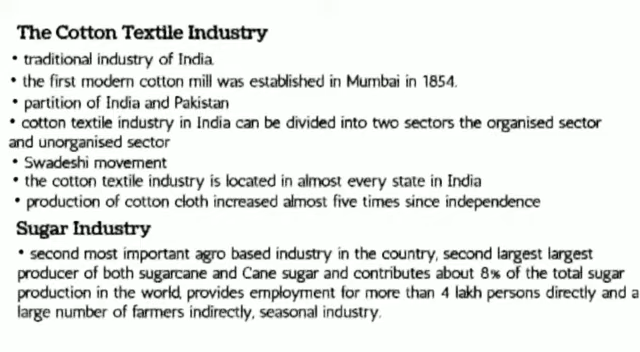 The Cotton Textile Industry
• traditional industry of India
• the first modern cotton mill was established in Mumbai in 1854.
• partition of India and Pakistan
• cotton textile industry in India can be divided into two sectors the organised sector
and unorganised sector
• Swadeshi movement
• the cotton textile industry is located in almost every state in India
• production of cotton cloth increased almost five times since independence
Sugar Industry
• second most important agro based industry in the country, second largest largest
producer of both sugarcane and Cane sugar and contributes about 8% of the total sugar
production in the world, provides employment for more than 4 lakh persons directly and a
large number of farmers indirectly, seasonal industry.